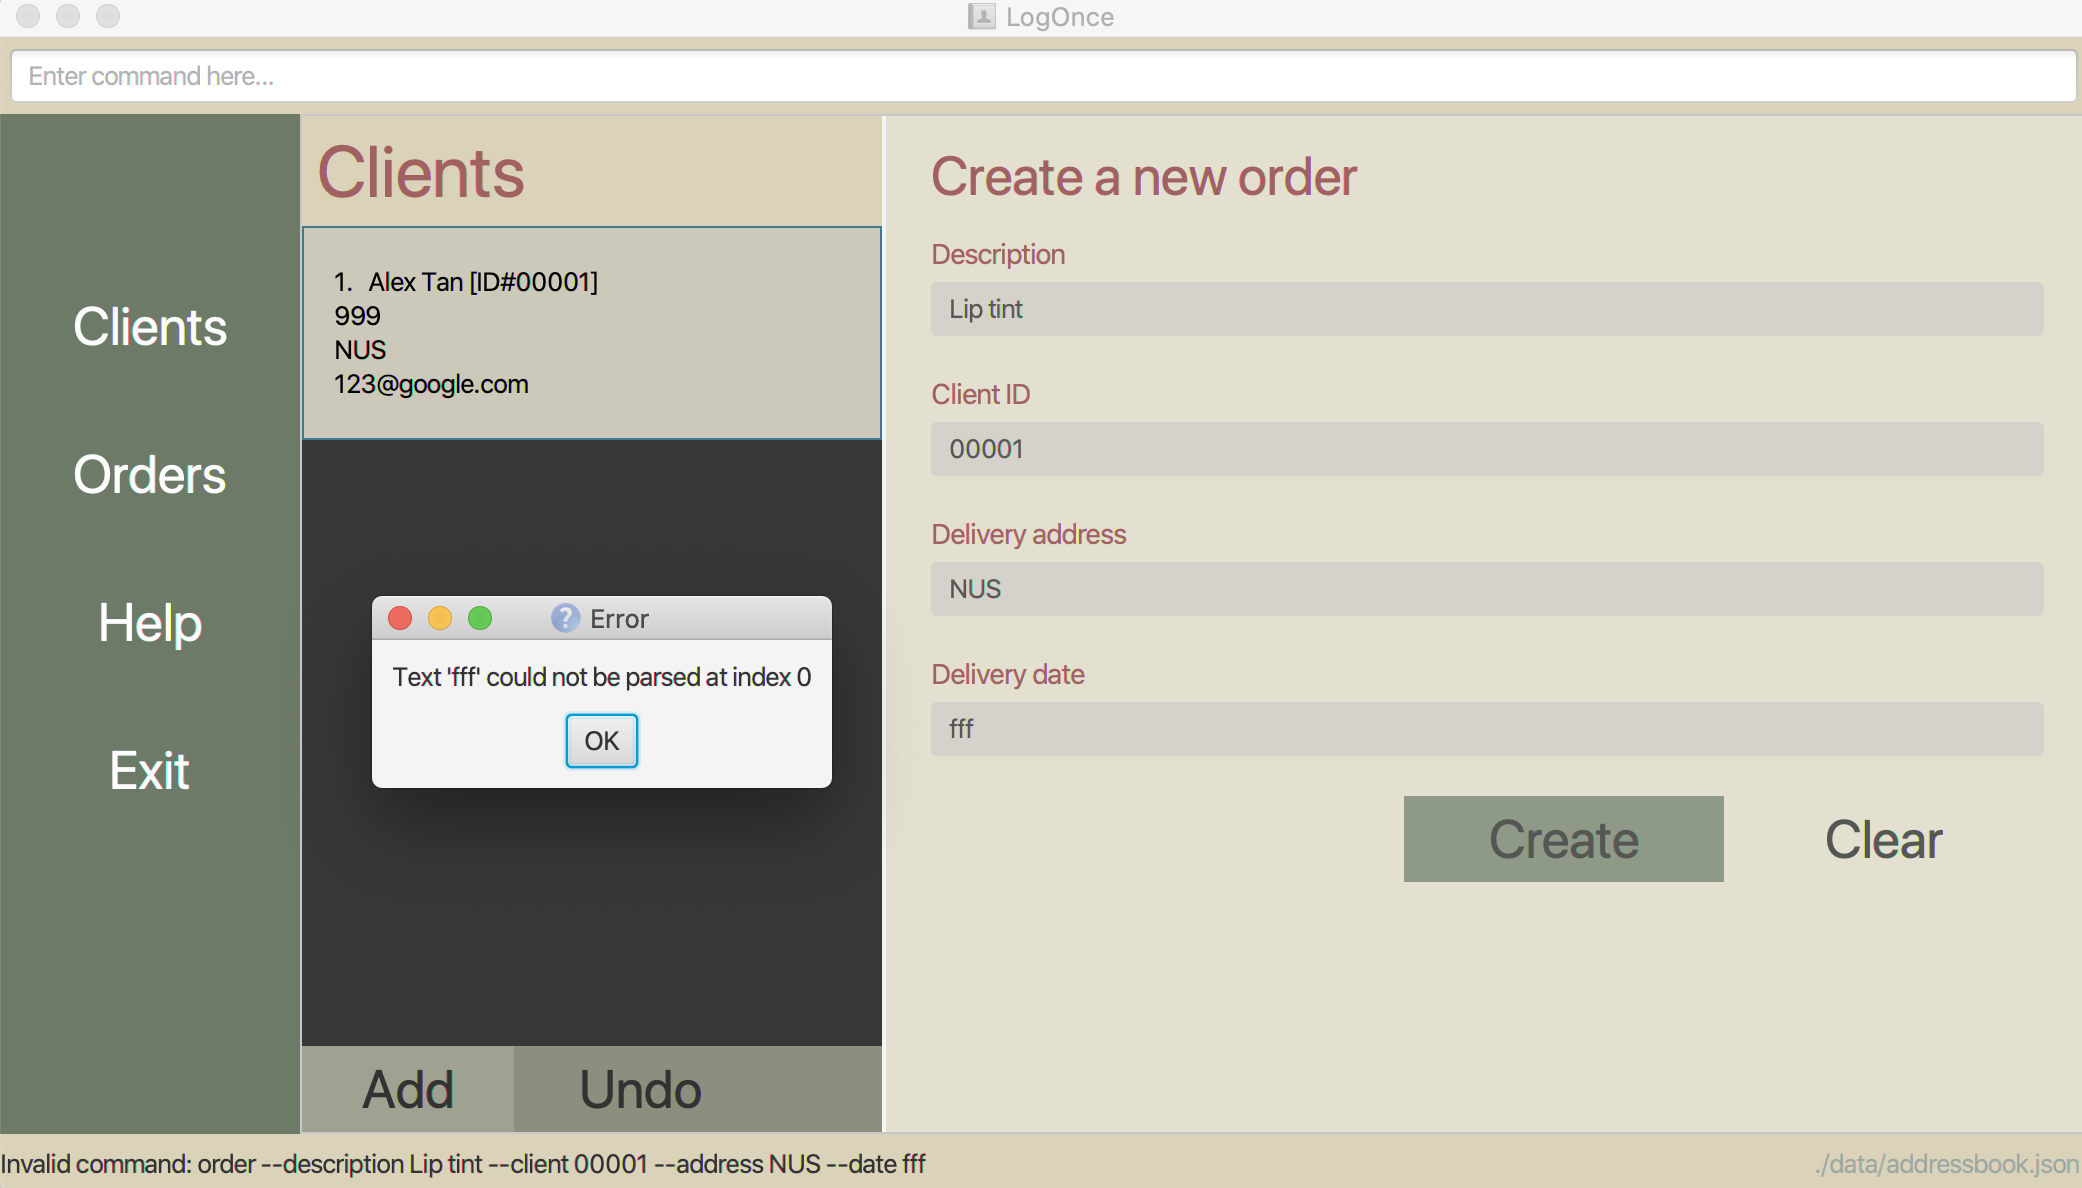 LogOnce
Enter command here...
Clients
Orders
Help
Exit
Clients
1. Alex Tan [ID#00001]
999
NUS
123@google.com
Error
Text 'fff' could not be parsed at index 0
OK
Add
Undo
Create a new order
Description
Lip tint
Client ID
00001
Delivery address
NUS
Delivery date
fff
Create
Clear
Invalid command: order --description Lip tint --client 00001 --address NUS --date fff
./data/addressbook.json